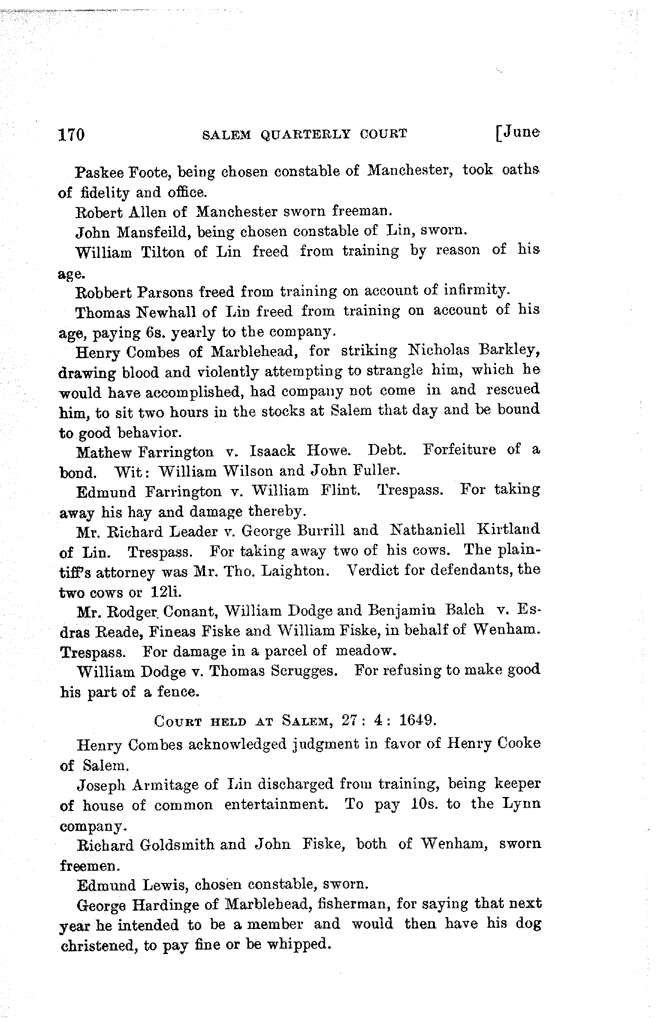 170 SALEM QUARTERLY COURT [June
Paskee Foote, being chosen constable of Manchester, took oaths
of fidelity and office.
Robert Allen of Manchester sworn freeman.
John Mansfeild, being chosen constable of Lin, sworn.
William Tilton of Lin freed from training by reason of his
age.
Robbert Parsons freed from training on account of infirmity.
Thomas Newhall of Lin freed from training on account of his
age, paying 6s. yearly to the company.
Henry Combes of Marblehead, for striking Nicholas Barkley,
drawing blood and violently attempting to strangle him, which he
would have accomplished, had company not come in and rescued
him, to sit two hours in the stocks at Salem that day and be bound
to good behavior.
Mathew Farrington v. Isaack Howe. Debt. Forfeiture of a
bond. Wit: William Wilson and John Fuller.
Edmund Farrington v. William Flint. Trespass. For taking
away his hay and damage thereby.
Mr. Richard Leader v. George Burrill and Nathaniell Kirtland
of Lin. Trespass. For taking away two of his cows. The plain-
tiff's attorney was Mr. Tho. Laighton. Verdict for defendants, the
two cows or 12li.
Mr. Rodger Conant, William Dodge and Benjamin Balch v. Es-
dras Reade, Fineas Fiske and William Fiske, in behalf of Wenham.
Trespass. For damage in a parcel of meadow.
William Dodge v. Thomas Scrugges. For refusing to make good
his part of a fence.
COURT HELD AT SALEM, 27 : 4 : 1649.
Henry Combes acknowledged judgment in favor of Henry Cooke
of Salem.
Joseph Armitage of Lin discharged from training, being keeper
of house of common entertainment. To pay 10s. to the Lynn
company.
Richard Goldsmith and John Fiske, both of Wenham, sworn
freemen.
Edmund Lewis, chosen constable, sworn.
George Hardinge of Marblehead, fisherman, for saying that next
year he intended to be a member and would then have his dog
christened, to pay fine or be whipped.